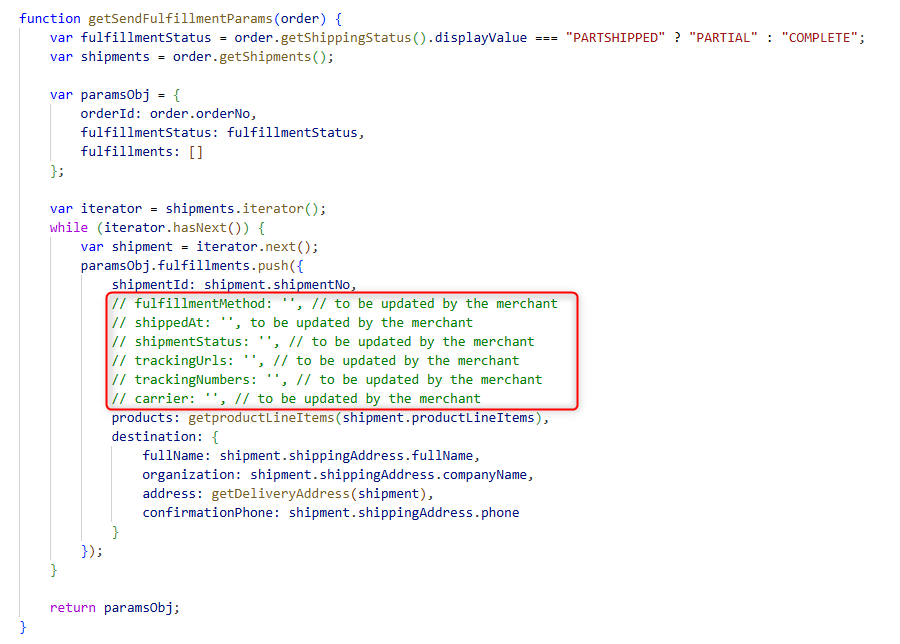 function getSendFulfillmentParams(order) {
var fulfillmentStatus = order.getShippingStatus().displayValue === "PARTSHIPPED" ? "PARTIAL" : "COMPLETE";
var shipments = order.getShipments();
var paramsObj = {
orderId: order.orderNo,
fulfillmentStatus: fulfillmentStatus,
fulfillments: []
};
var iterator = shipments.iterator();
while (iterator.hasNext()) {
var shipment = iterator.next();
paramsObj.fulfillments.push({
shipmentId: shipment.shipmentNo,
// fulfillmentMethod: '', // to be updated by the merchant
// shippedAt: '', to be updated by the merchant
// shipmentStatus: '', // to be updated by the merchant
// trackingUrls: '', // to be updated by the merchant
// trackingNumbers: '', // to be updated by the merchant
// carrier: '', // to be updated by the merchant
products: getproductLineItems(shipment.productLineItems),
destination: {
fullName: shipment.shippingAddress.fullName,
organization: shipment.shippingAddress.companyName,
address: getDeliveryAddress(shipment),
confirmationPhone: shipment.shippingAddress.phone
}
});
}
return paramsObj;
}